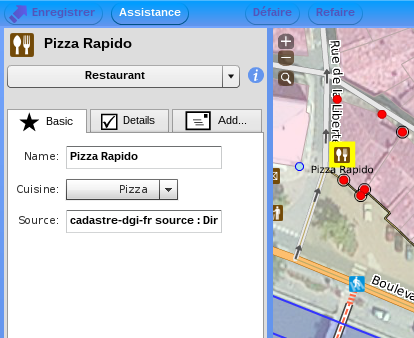 Enregistrer Assistance Défaire Refaire
Pizza Rapido
Restaurant
Basic Details Add...
Name: Pizza Rapido
Cuisine: Pizza
Source: cadastre-dgi-fr source : Dir
Rue de la Liberté
Pizza Rapido
Bouleva